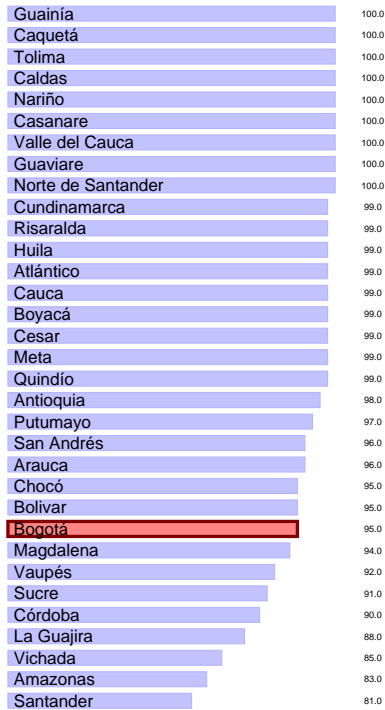 Guainía 100.0
Caquetá 100.0
Tolima 100.0
Caldas 100.0
Nariño 100.0
Casanare 100.0
Valle del Cauca 100.0
Guaviare 100.0
Norte de Santander 100.0
Cundinamarca 99.0
Risaralda 99.0
Huila 99.0
Atlántico 99.0
Cauca 99.0
Boyacá 99.0
Cesar 99.0
Meta 99.0
Quindío 99.0
Antioquia 98.0
Putumayo 97.0
San Andrés 96.0
Arauca 96.0
Chocó 95.0
Bolivar 95.0
Bogotá 95.0
Magdalena 94.0
Vaupés 92.0
Sucre 91.0
Córdoba 90.0
La Guajira 88.0
Vichada 85.0
Amazonas 83.0
Santander 81.0